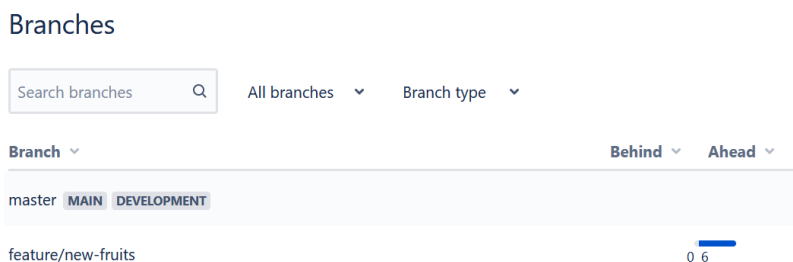 Branches
Search branches All branches Branch type
Branch Behind Ahead
master MAIN DEVELOPMENT
feature/new-fruits 0 6